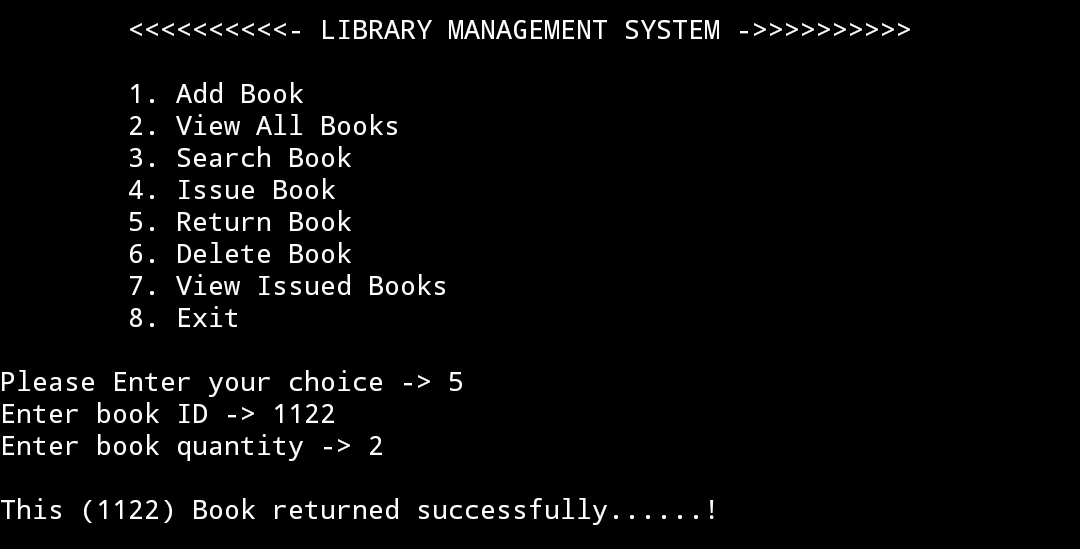 <<<<<<<<<<- LIBRARY MANAGEMENT SYSTEM ->>>>>>>>>>
1. Add Book
2. View All Books
3. Search Book
4. Issue Book
5. Return Book
6. Delete Book
7. View Issued Books
8. Exit
Please Enter your choice -> 5
Enter book ID -> 1122
Enter book quantity -> 2
This (1122) Book returned successfully......!